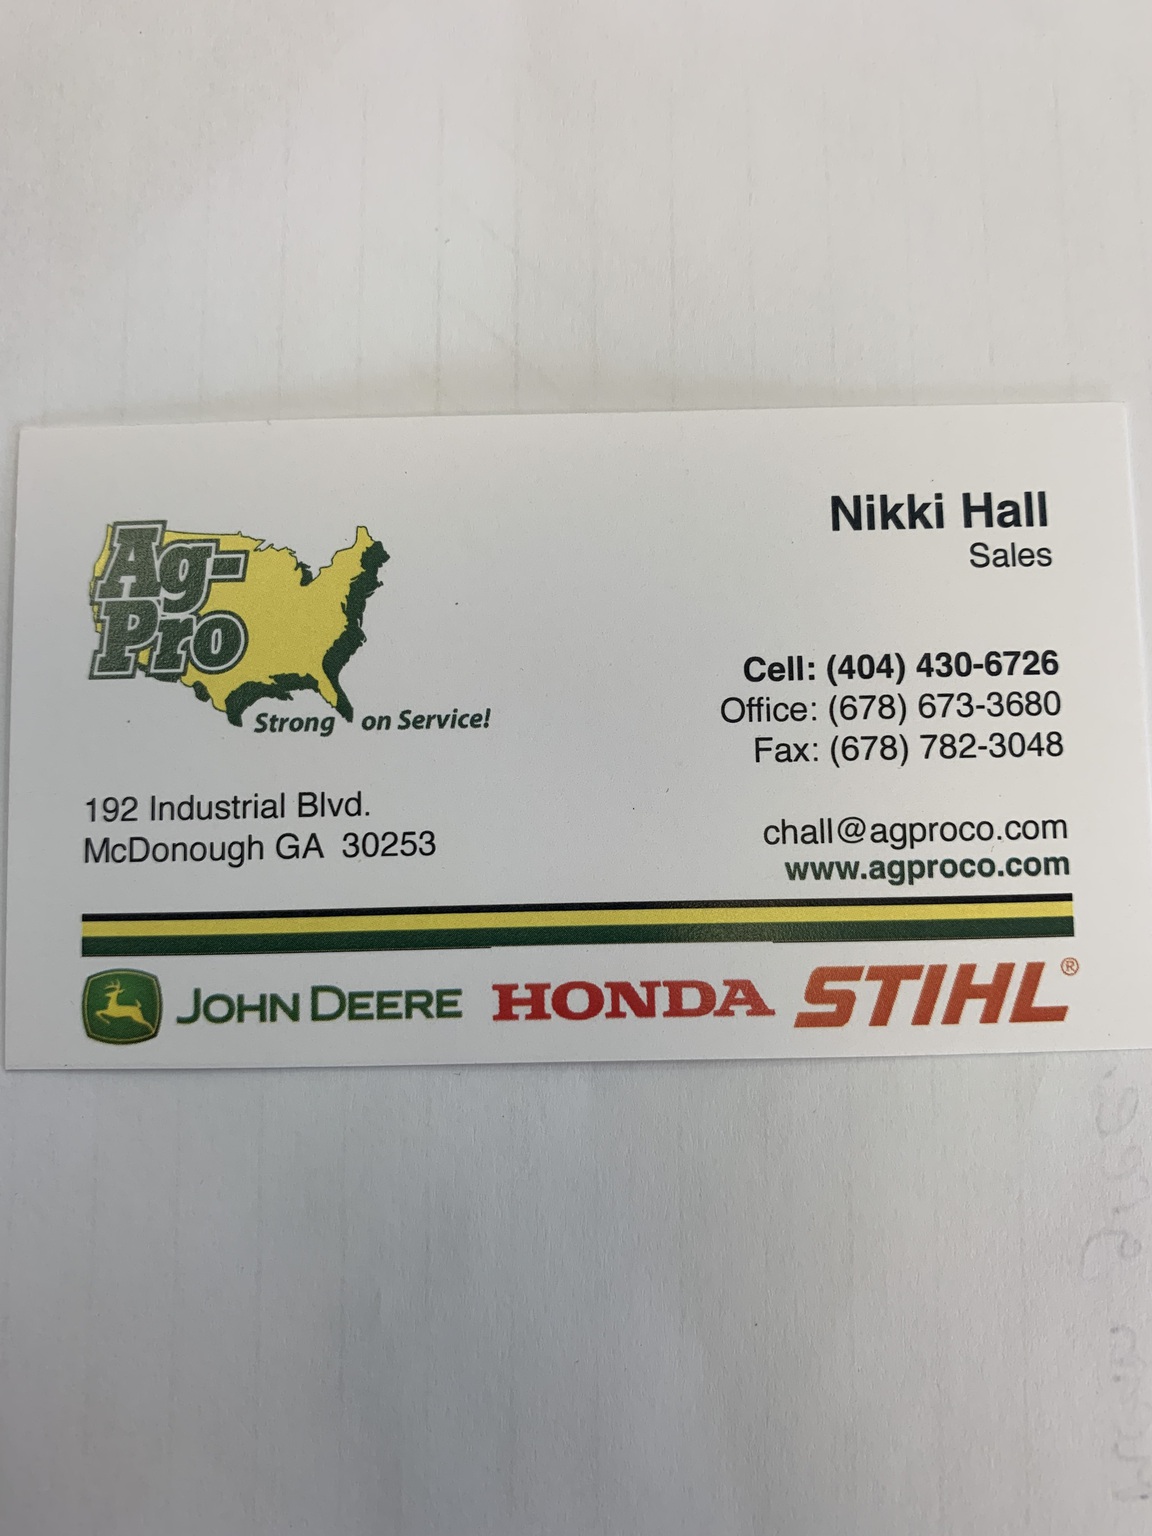 Ag-
Pro
Strong on Service!
Nikki Hall
Sales
Cell: (404) 430-6726
Office: (678) 673-3680
Fax: (678) 782-3048
192 Industrial Blvd.
McDonough GA 30253
chall@agproco.com
www.agproco.com
JOHN DEERE HONDA STIHL®